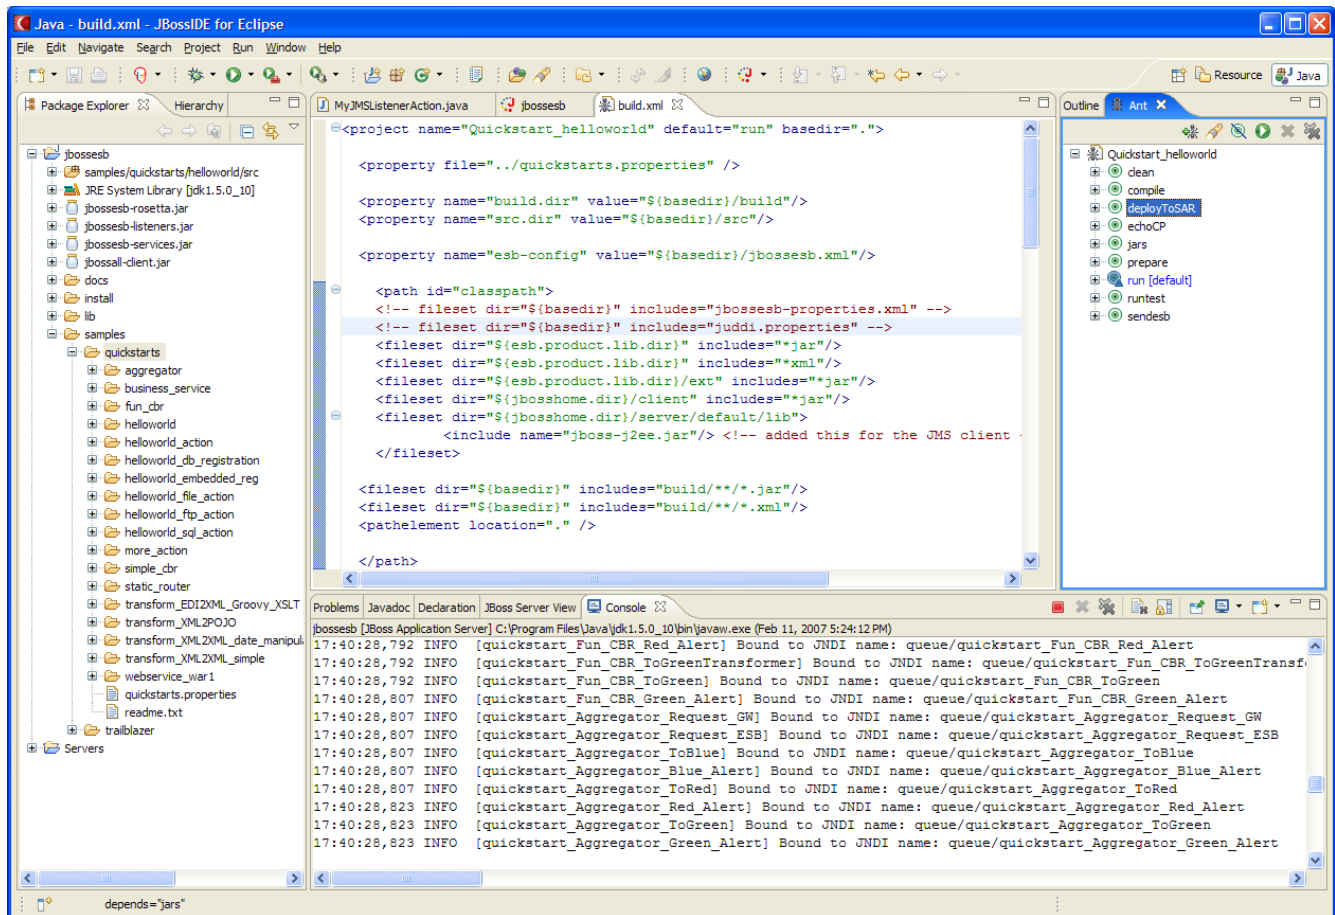 Java - build.xml - JBossIDE for Eclipse
File Edit Navigate Search Project Run Window Help
Resource Java
Package Explorer Hierarchy
jbossesb
samples/quickstarts/helloworld/src
JRE System Library [jdk1.5.0_10]
jbossesb-rosetta.jar
jbossesb-listeners.jar
jbossesb-services.jar
jbossall-client.jar
docs
install
lib
samples
quickstarts
aggregator
business_service
fun_cbr
helloworld
helloworld_action
helloworld_db_registration
helloworld_embedded_reg
helloworld_file_action
helloworld_ftp_action
helloworld_sql_action
more_action
simple_cbr
static_router
transform_EDI2XML_Groovy_XSLT
transform_XML2POJO
transform_XML2XML_date_manipul
transform_XML2XML_simple
webservice_war1
quickstarts.properties
readme.txt
trailblazer
Servers
MyJMSListenerAction.java jbossesb build.xml
<project name="Quickstart_helloworld" default="run" basedir=".">
<property file="../quickstarts.properties" />
<property name="build.dir" value="${basedir}/build"/>
<property name="src.dir" value="${basedir}/src"/>
<property name="esb-config" value="${basedir}/jbossesb.xml"/>
<path id="classpath">
<!-- fileset dir="${basedir}" includes="jbossesb-properties.xml" -->
<!-- fileset dir="${basedir}" includes="juddi.properties" -->
<fileset dir="${esb.product.lib.dir}" includes="*jar"/>
<fileset dir="${esb.product.lib.dir}" includes="*xml"/>
<fileset dir="${esb.product.lib.dir}/ext" includes="*jar"/>
<fileset dir="${jbosshome.dir}/client" includes="*jar"/>
<fileset dir="${jbosshome.dir}/server/default/lib">
<include name="jboss-j2ee.jar"/> <!-- added this for the JMS client -
</fileset>
<fileset dir="${basedir}" includes="build/**/*.jar"/>
<fileset dir="${basedir}" includes="build/**/*.xml"/>
<pathelement location="." />
</path>
Outline Ant
Quickstart_helloworld
clean
compile
deployToSAR
echoCP
jars
prepare
run [default]
runtest
sendesb
Problems Javadoc Declaration JBoss Server View Console
jbossesb [JBoss Application Server] C:\Program Files\Java\jdk1.5.0_10\bin\javaw.exe (Feb 11, 2007 5:24:12 PM)
17:40:28,792 INFO [quickstart_Fun_CBR_Red_Alert] Bound to JNDI name: queue/quickstart_Fun_CBR_Red_Alert
17:40:28,792 INFO [quickstart_Fun_CBR_ToGreenTransformer] Bound to JNDI name: queue/quickstart_Fun_CBR_ToGreenTransf
17:40:28,792 INFO [quickstart_Fun_CBR_ToGreen] Bound to JNDI name: queue/quickstart_Fun_CBR_ToGreen
17:40:28,807 INFO [quickstart_Fun_CBR_Green_Alert] Bound to JNDI name: queue/quickstart_Fun_CBR_Green_Alert
17:40:28,807 INFO [quickstart_Aggregator_Request_GW] Bound to JNDI name: queue/quickstart_Aggregator_Request_GW
17:40:28,807 INFO [quickstart_Aggregator_Request_ESB] Bound to JNDI name: queue/quickstart_Aggregator_Request_ESB
17:40:28,807 INFO [quickstart_Aggregator_ToBlue] Bound to JNDI name: queue/quickstart_Aggregator_ToBlue
17:40:28,807 INFO [quickstart_Aggregator_Blue_Alert] Bound to JNDI name: queue/quickstart_Aggregator_Blue_Alert
17:40:28,807 INFO [quickstart_Aggregator_ToRed] Bound to JNDI name: queue/quickstart_Aggregator_ToRed
17:40:28,823 INFO [quickstart_Aggregator_Red_Alert] Bound to JNDI name: queue/quickstart_Aggregator_Red_Alert
17:40:28,823 INFO [quickstart_Aggregator_ToGreen] Bound to JNDI name: queue/quickstart_Aggregator_ToGreen
17:40:28,823 INFO [quickstart_Aggregator_Green_Alert] Bound to JNDI name: queue/quickstart_Aggregator_Green_Alert
depends="jars"